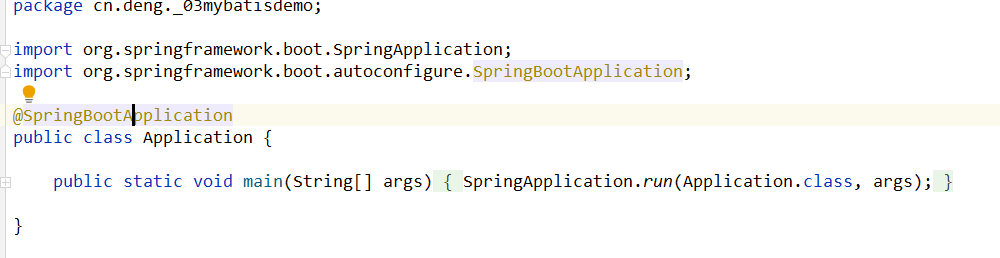 package cn.deng._03mybatisdemo;
import org.springframework.boot.SpringApplication;
import org.springframework.boot.autoconfigure.SpringBootApplication;
@SpringBootApplication
public class Application {
public static void main(String[] args) { SpringApplication.run(Application.class, args); }
}